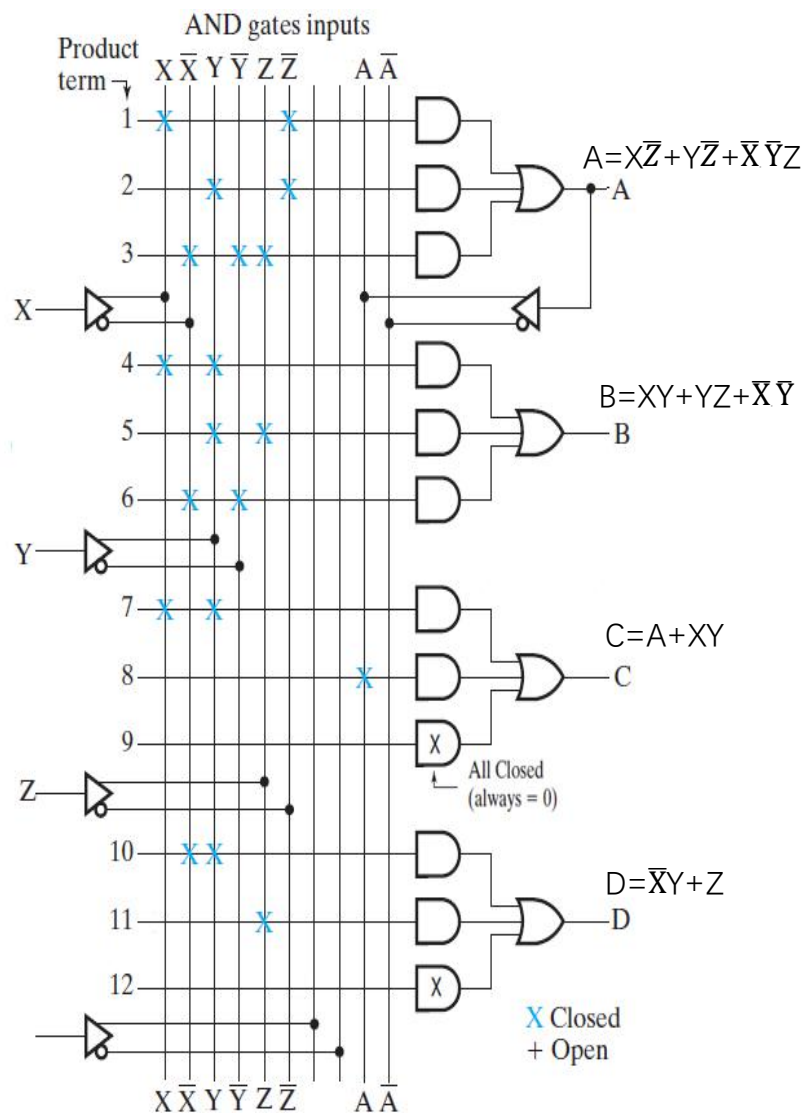 AND gates inputs
Product
term
X X̅ Y Y̅ Z Z̅ A A̅
1 X X
A=XZ̅+YZ̅+X̅ Y̅Z
2 X X
A
3 X X X
X
4 X X
B=XY+YZ+X̅ Y̅
5 X X
B
6 X X
Y
7 X X
C=A+XY
8 X
C
9 X
All Closed
(always = 0)
Z
10 X X
D=X̅Y+Z
11 X
D
12 X
X Closed
+ Open
X X̅ Y Y̅ Z Z̅ A A̅